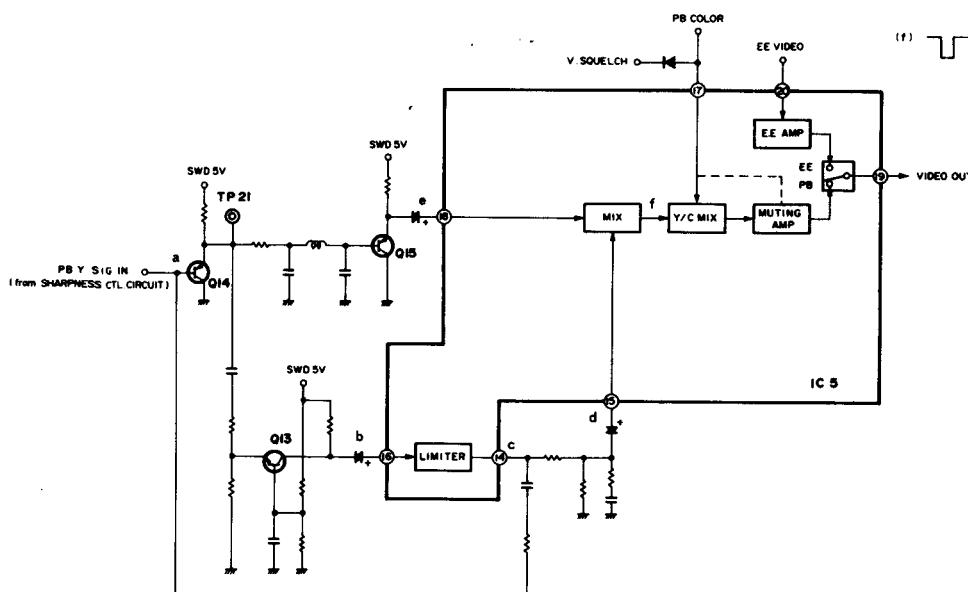 PB COLOR
(f)
EE VIDEO
V. SQUELCH
17
20
EE AMP
SWD 5V
SWD 5V
TP 21
EE
PB
19
VIDEO OUT
e
18
MIX
f
Y/C MIX
MUTING AMP
Q15
a
PB Y SIG IN
(from SHARPNESS CTL. CIRCUIT)
Q14
SWD 5V
IC 5
15
d
Q13
b
16
LIMITER
14
c